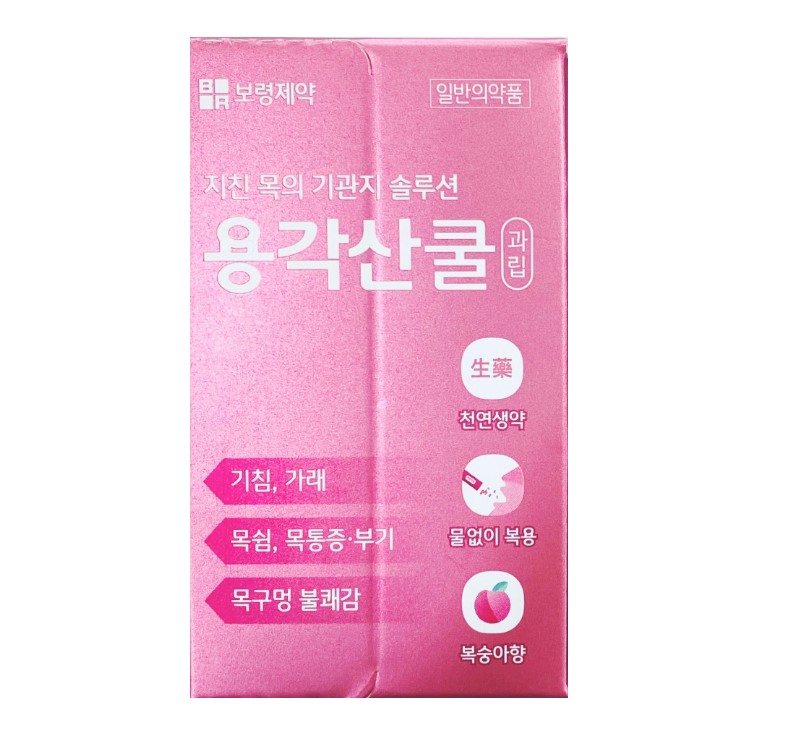 BR 보령제약
일반의약품
지친 목의 기관지 솔루션
용각산쿨
과립
生藥
천연생약
기침, 가래
물없이 복용
목쉼, 목통증·부기
목구멍 불쾌감
복숭아향